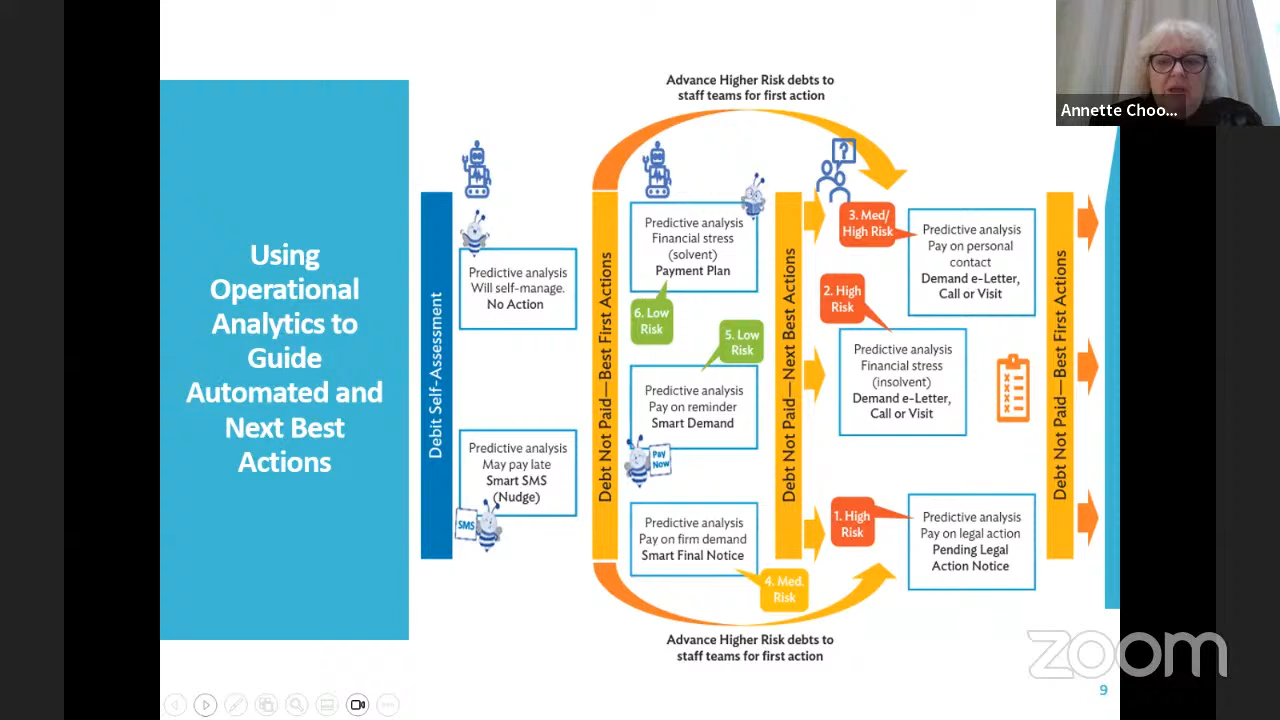 Using
Operational
Analytics to
Guide
Automated and
Next Best
Actions
Advance Higher Risk debts to
staff teams for first action
Debit Self-Assessment
Predictive analysis
Will self-manage.
No Action
Predictive analysis
May pay late
Smart SMS
(Nudge)
SMS
Debt Not Paid—Best First Actions
Predictive analysis
Financial stress
(solvent)
Payment Plan
6. Low
Risk
5. Low
Risk
Predictive analysis
Pay on reminder
Smart Demand
Pay
Now
Predictive analysis
Pay on firm demand
Smart Final Notice
4. Med.
Risk
Debt Not Paid—Next Best Actions
?
3. Med/
High Risk
Predictive analysis
Pay on personal
contact
Demand e-Letter,
Call or Visit
2. High
Risk
Predictive analysis
Financial stress
(insolvent)
Demand e-Letter,
Call or Visit
1. High
Risk
Predictive analysis
Pay on legal action
Pending Legal
Action Notice
Debt Not Paid—Best First Actions
Advance Higher Risk debts to
staff teams for first action
Annette Choo...
zoom
9